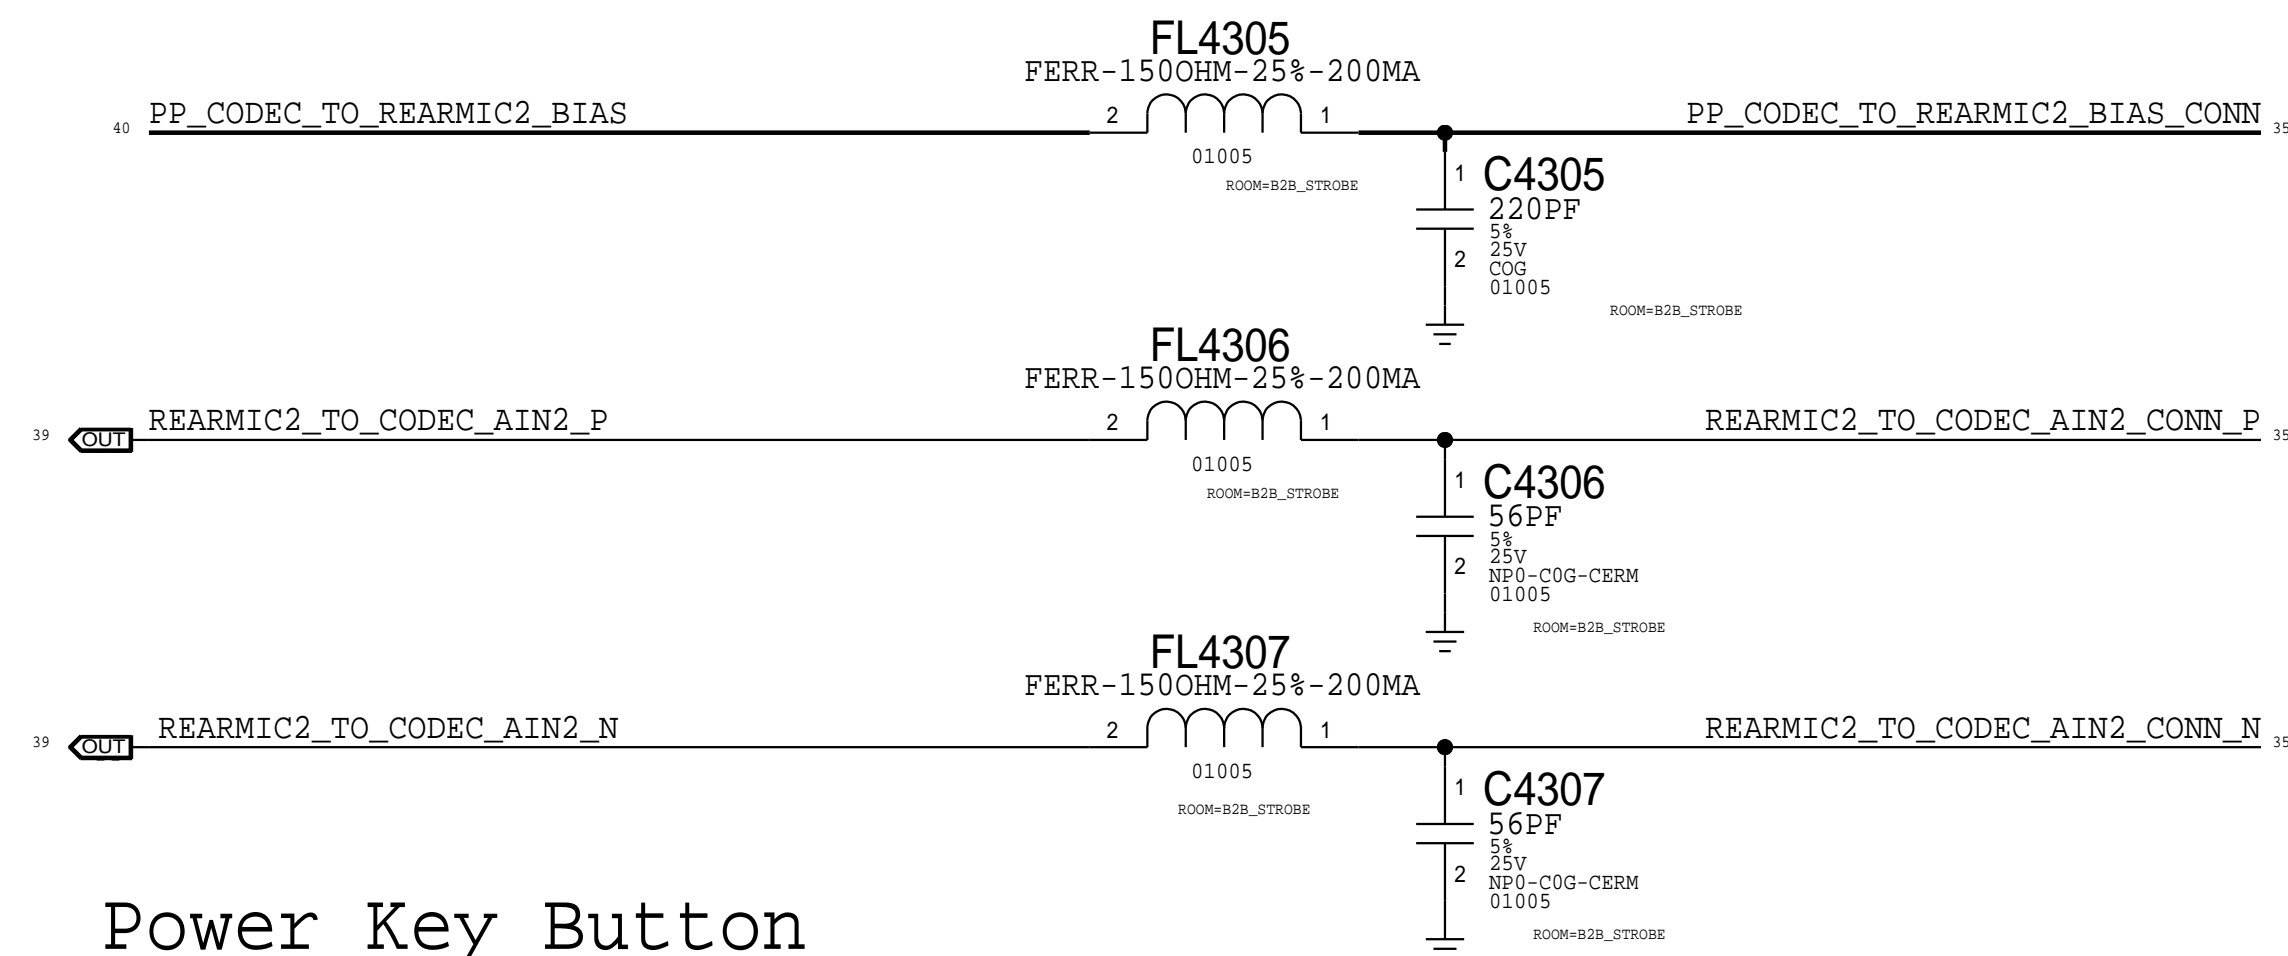 FL4305
FERR-150OHM-25%-200MA
40 PP_CODEC_TO_REARMIC2_BIAS 2 1 PP_CODEC_TO_REARMIC2_BIAS_CONN 35
01005
ROOM=B2B_STROBE
1 C4305
220PF
5%
25V
2
COG
01005
ROOM=B2B_STROBE
FL4306
FERR-150OHM-25%-200MA
39 OUT REARMIC2_TO_CODEC_AIN2_P 2 1 REARMIC2_TO_CODEC_AIN2_CONN_P 35
01005
ROOM=B2B_STROBE
1 C4306
56PF
5%
25V
2
NP0-C0G-CERM
01005
ROOM=B2B_STROBE
FL4307
FERR-150OHM-25%-200MA
39 OUT REARMIC2_TO_CODEC_AIN2_N 2 1 REARMIC2_TO_CODEC_AIN2_CONN_N 35
01005
ROOM=B2B_STROBE
1 C4307
56PF
5%
25V
2
NP0-C0G-CERM
01005
ROOM=B2B_STROBE
Power Key Button